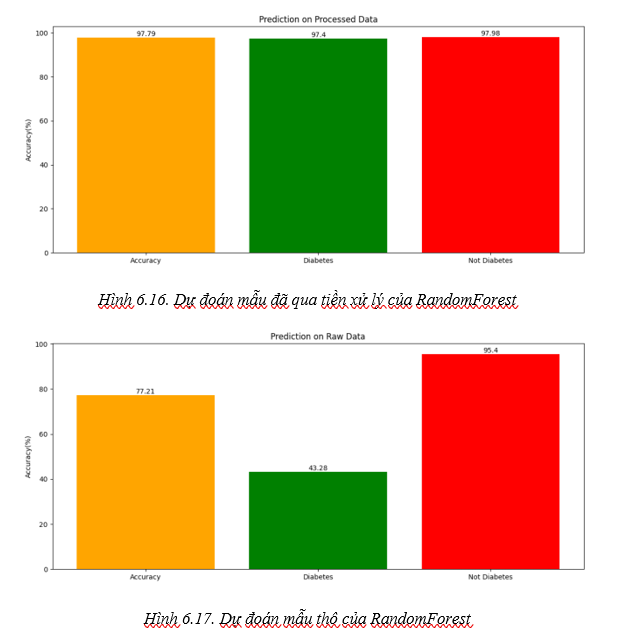 Prediction on Processed Data
97.79
97.4
97.98
100
80
60
40
20
0
Accuracy(%)
Accuracy
Diabetes
Not Diabetes
Hình 6.16. Dự đoán mẫu đã qua tiền xử lý của RandomForest
Prediction on Raw Data
77.21
43.28
95.4
100
80
60
40
20
0
Accuracy(%)
Accuracy
Diabetes
Not Diabetes
Hình 6.17. Dự đoán mẫu thô của RandomForest